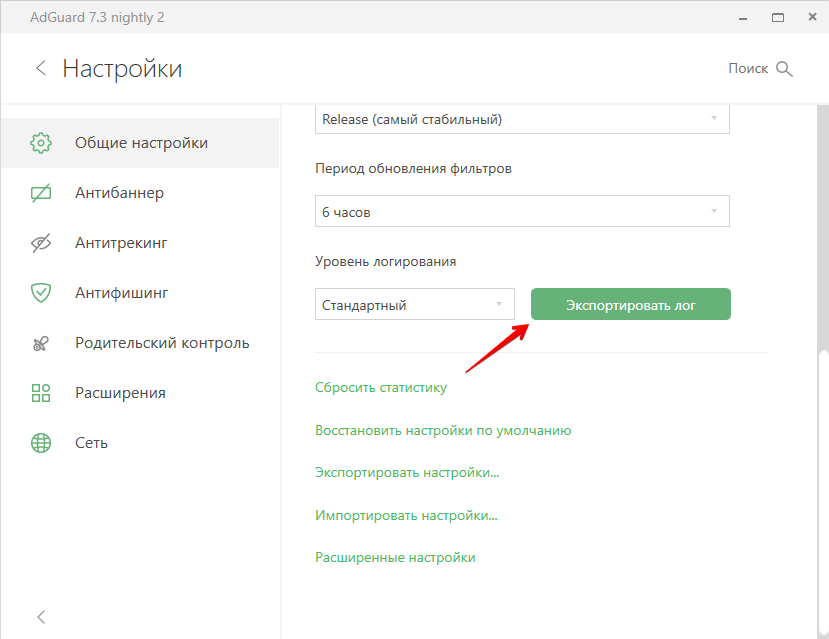 AdGuard 7.3 nightly 2
Настройки
Поиск
Общие настройки
Антибаннер
Антитрекинг
Антифишинг
Родительский контроль
Расширения
Сеть
Release (самый стабильный)
Период обновления фильтров
6 часов
Уровень логирования
Стандартный
Экспортировать лог
Сбросить статистику
Восстановить настройки по умолчанию
Экспортировать настройки...
Импортировать настройки...
Расширенные настройки